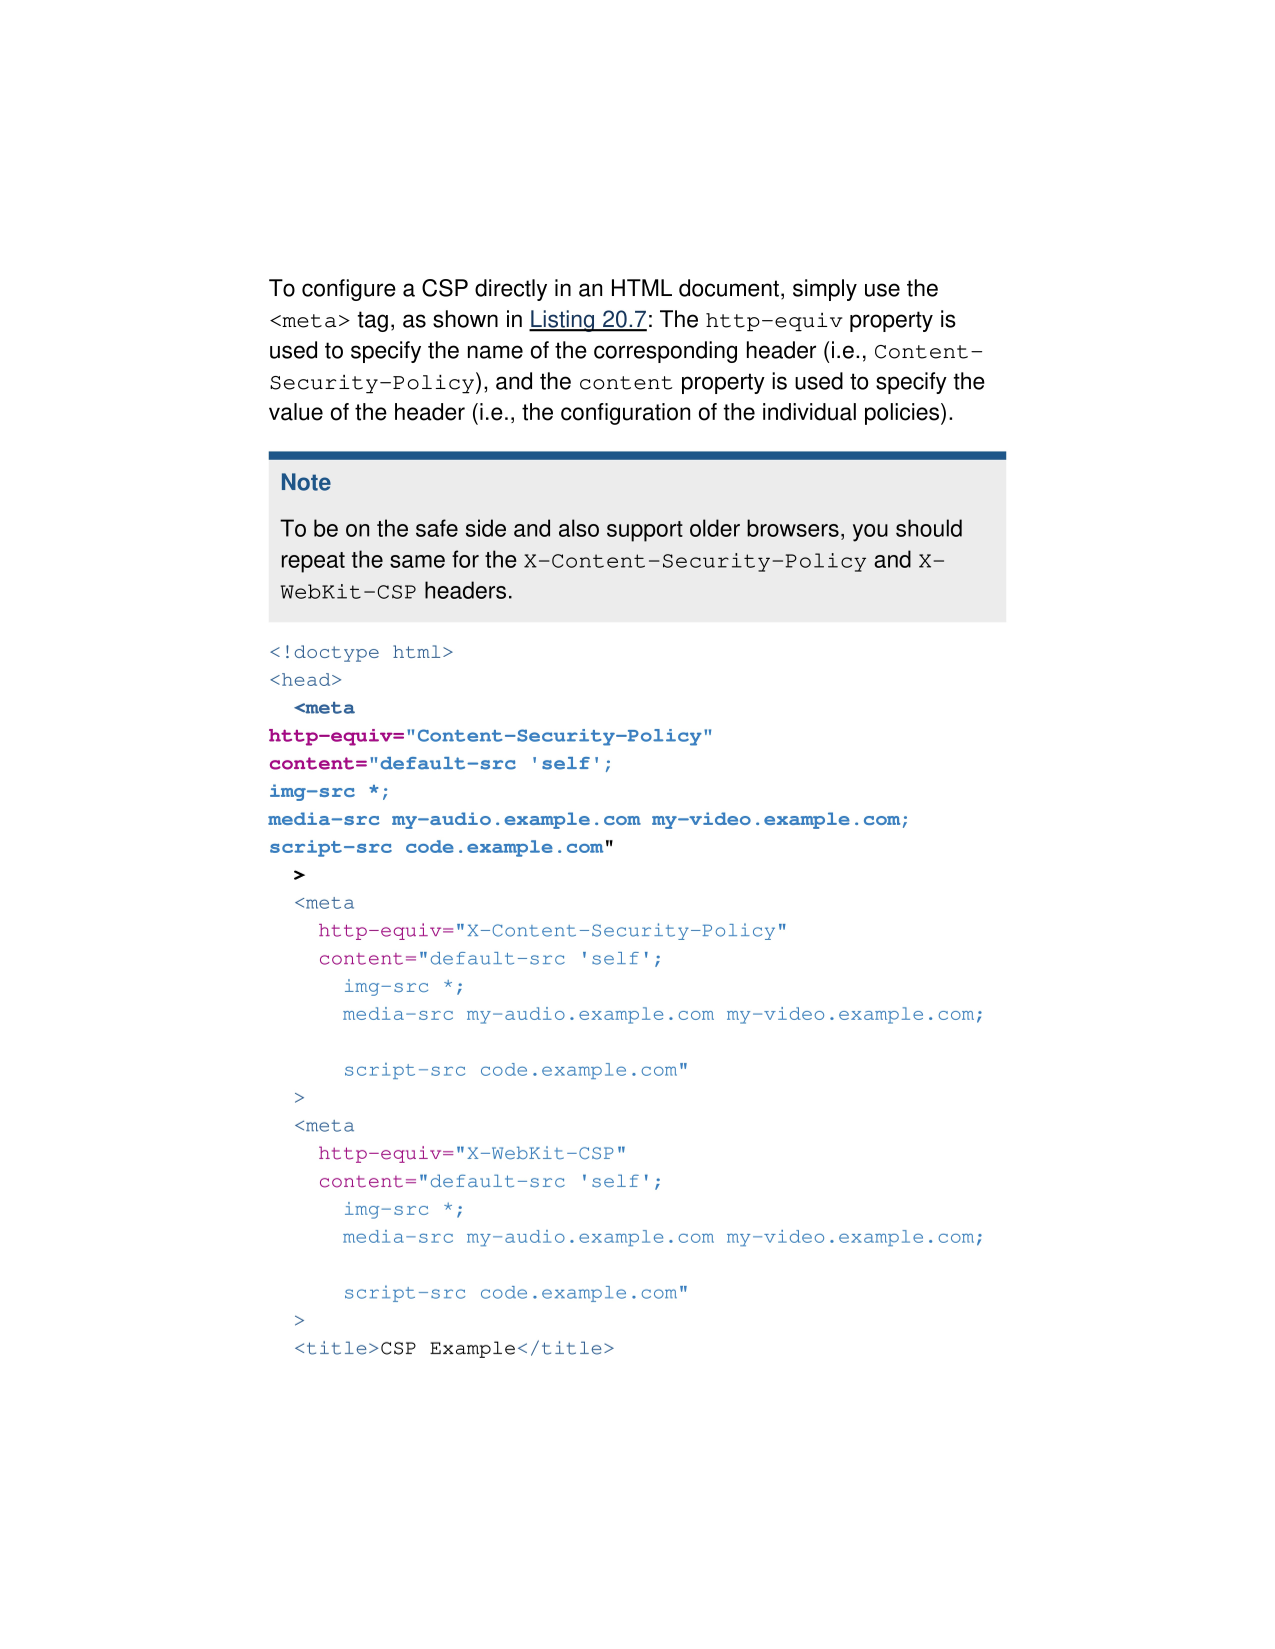 To configure a CSP directly in an HTML document, simply use the
<meta> tag, as shown in Listing 20.7: The http-equiv property is
used to specify the name of the corresponding header (i.e., Content-
Security-Policy), and the content property is used to specify the
value of the header (i.e., the configuration of the individual policies).
Note
To be on the safe side and also support older browsers, you should
repeat the same for the X-Content-Security-Policy and X-
WebKit-CSP headers.
<!doctype html>
<head>
  <meta
http-equiv="Content-Security-Policy"
content="default-src 'self';
img-src *;
media-src my-audio.example.com my-video.example.com;
script-src code.example.com"
  >
  <meta
    http-equiv="X-Content-Security-Policy"
    content="default-src 'self';
      img-src *;
      media-src my-audio.example.com my-video.example.com;
      script-src code.example.com"
  >
  <meta
    http-equiv="X-WebKit-CSP"
    content="default-src 'self';
      img-src *;
      media-src my-audio.example.com my-video.example.com;
      script-src code.example.com"
  >
  <title>CSP Example</title>